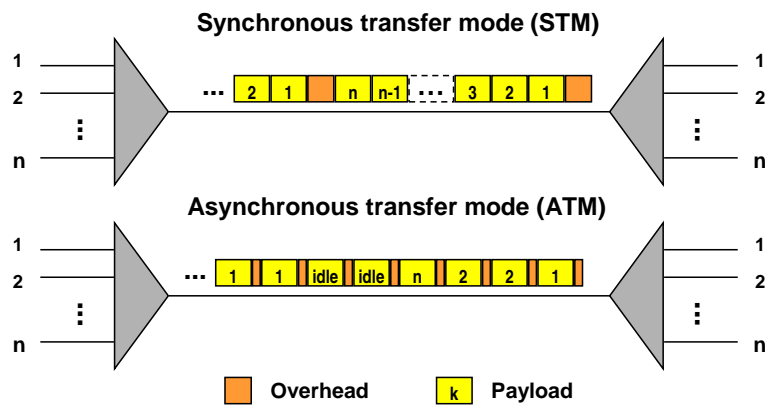 Synchronous transfer mode (STM)
1 1
2 ... 2 1 n n-1 ... 3 2 1 2
... ...
n n
Asynchronous transfer mode (ATM)
1 1
2 ... 1 1 idle idle n 2 2 1 2
... ...
n n
Overhead k Payload